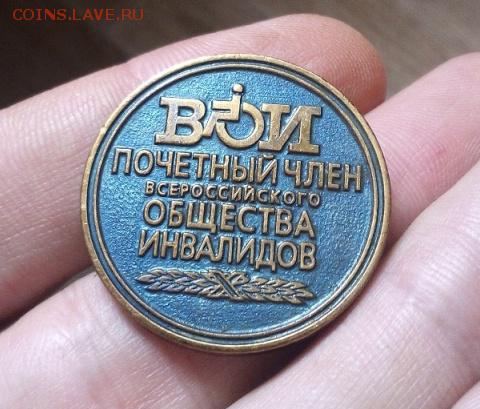 COINS.LAVE.RU
ВОИ
ПОЧЕТНЫЙ ЧЛЕН
ВСЕРОССИЙСКОГО
ОБЩЕСТВА
ИНВАЛИДОВ